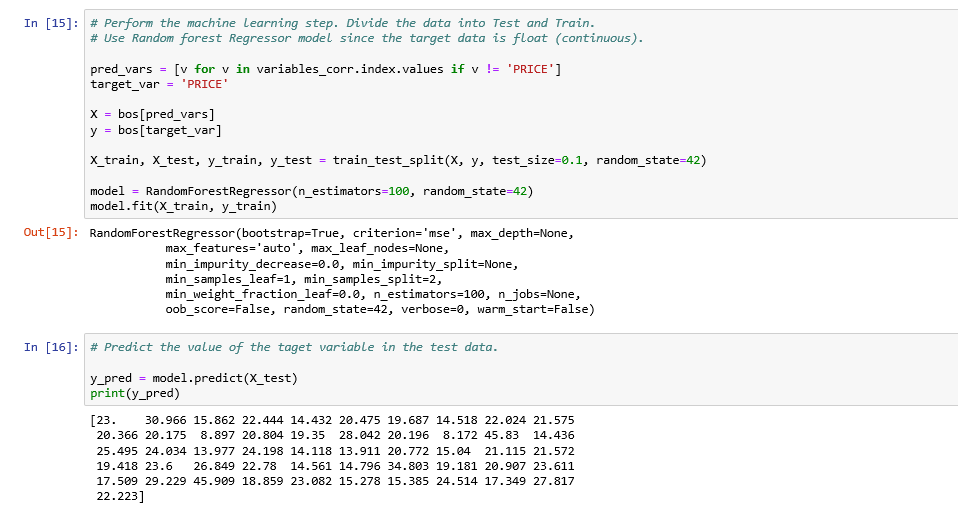 In [15]: # Perform the machine learning step. Divide the data into Test and Train.
# Use Random forest Regressor model since the target data is float (continuous).
pred_vars = [v for v in variables_corr.index.values if v != 'PRICE']
target_var = 'PRICE'
X = bos[pred_vars]
y = bos[target_var]
X_train, X_test, y_train, y_test = train_test_split(X, y, test_size=0.1, random_state=42)
model = RandomForestRegressor(n_estimators=100, random_state=42)
model.fit(X_train, y_train)
Out[15]: RandomForestRegressor(bootstrap=True, criterion='mse', max_depth=None,
max_features='auto', max_leaf_nodes=None,
min_impurity_decrease=0.0, min_impurity_split=None,
min_samples_leaf=1, min_samples_split=2,
min_weight_fraction_leaf=0.0, n_estimators=100, n_jobs=None,
oob_score=False, random_state=42, verbose=0, warm_start=False)
In [16]: # Predict the value of the taget variable in the test data.
y_pred = model.predict(X_test)
print(y_pred)
[23. 30.966 15.862 22.444 14.432 20.475 19.687 14.518 22.024 21.575
20.366 20.175 8.897 20.804 19.35 28.042 20.196 8.172 45.83 14.436
25.495 24.034 13.977 24.198 14.118 13.911 20.772 15.04 21.115 21.572
19.418 23.6 26.849 22.78 14.561 14.796 34.803 19.181 20.907 23.611
17.509 29.229 45.909 18.859 23.082 15.278 15.385 24.514 17.349 27.817
22.223]